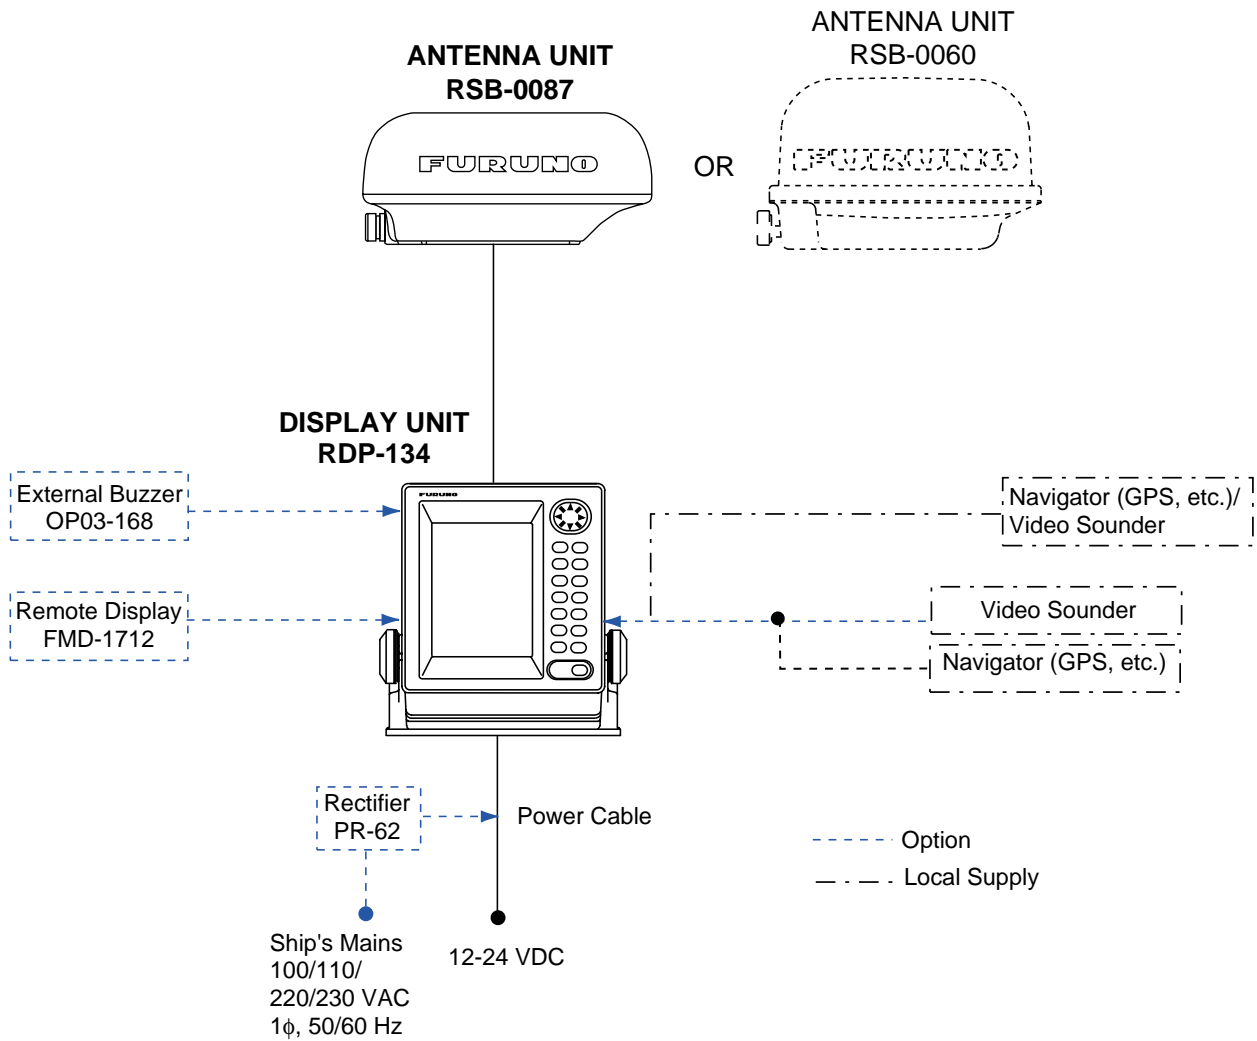 ANTENNA UNIT
RSB-0060
ANTENNA UNIT
RSB-0087
FURUNO
OR
FURUNO
DISPLAY UNIT
RDP-134
External Buzzer
OP03-168
FURUNO
Navigator (GPS, etc.)/
Video Sounder
Remote Display
FMD-1712
Video Sounder
Navigator (GPS, etc.)
Rectifier
PR-62
Power Cable
Option
Local Supply
Ship's Mains
100/110/
220/230 VAC
1ϕ, 50/60 Hz
12-24 VDC